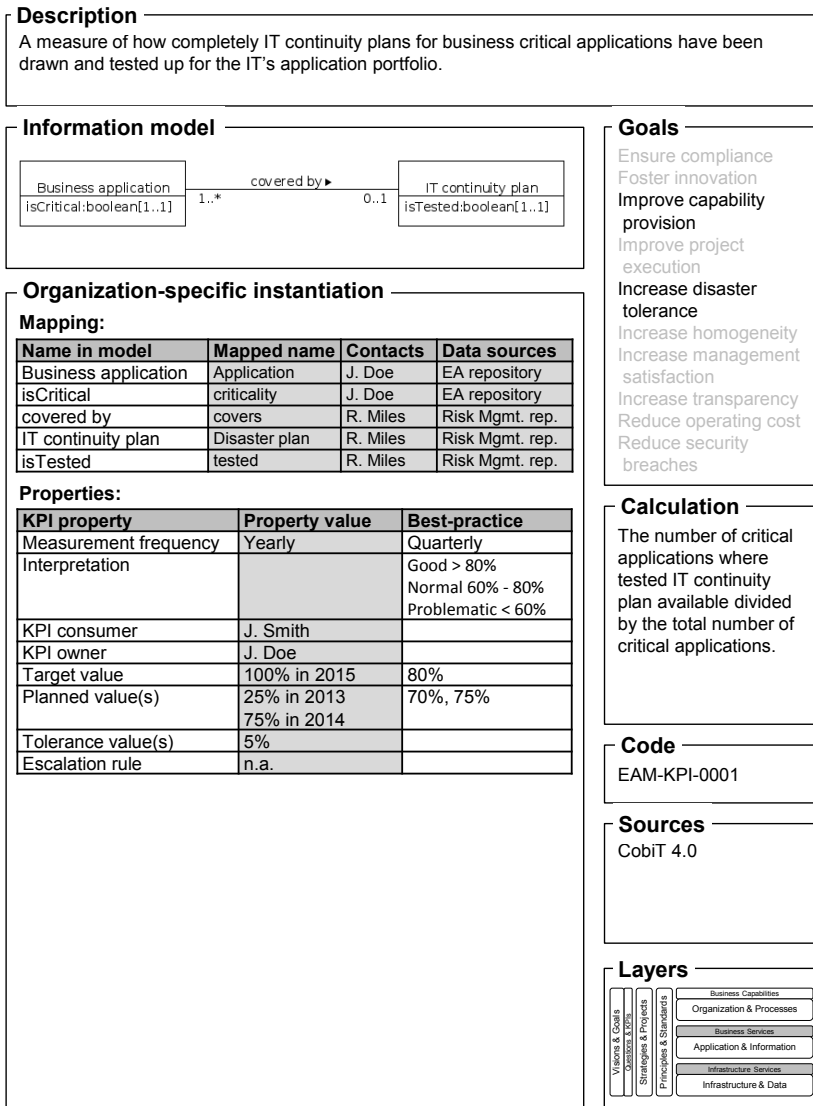 Description
A measure of how completely IT continuity plans for business critical applications have been
drawn and tested up for the IT's application portfolio.
Information model
Business application
isCritical:boolean[1..1]
covered by ▸
1..*
0..1
IT continuity plan
isTested:boolean[1..1]
Goals
Ensure compliance
Foster innovation
Improve capability
provision
Improve project
execution
Increase disaster
tolerance
Increase homogeneity
Increase management
satisfaction
Increase transparency
Reduce operating cost
Reduce security
breaches
Organization-specific instantiation
Mapping:
Name in model Mapped name Contacts Data sources
Business application Application J. Doe EA repository
isCritical criticality J. Doe EA repository
covered by covers R. Miles Risk Mgmt. rep.
IT continuity plan Disaster plan R. Miles Risk Mgmt. rep.
isTested tested R. Miles Risk Mgmt. rep.
Properties:
KPI property Property value Best-practice
Measurement frequency Yearly Quarterly
Interpretation Good > 80%
Normal 60% - 80%
Problematic < 60%
KPI consumer J. Smith
KPI owner J. Doe
Target value 100% in 2015 80%
Planned value(s) 25% in 2013 70%, 75%
75% in 2014
Tolerance value(s) 5%
Escalation rule n.a.
Calculation
The number of critical
applications where
tested IT continuity
plan available divided
by the total number of
critical applications.
Code
EAM-KPI-0001
Sources
CobiT 4.0
Layers
Visions & Goals
Questions & KPIs
Strategies & Projects
Principles & Standards
Business Capabilities
Organization & Processes
Business Services
Application & Information
Infrastructure Services
Infrastructure & Data